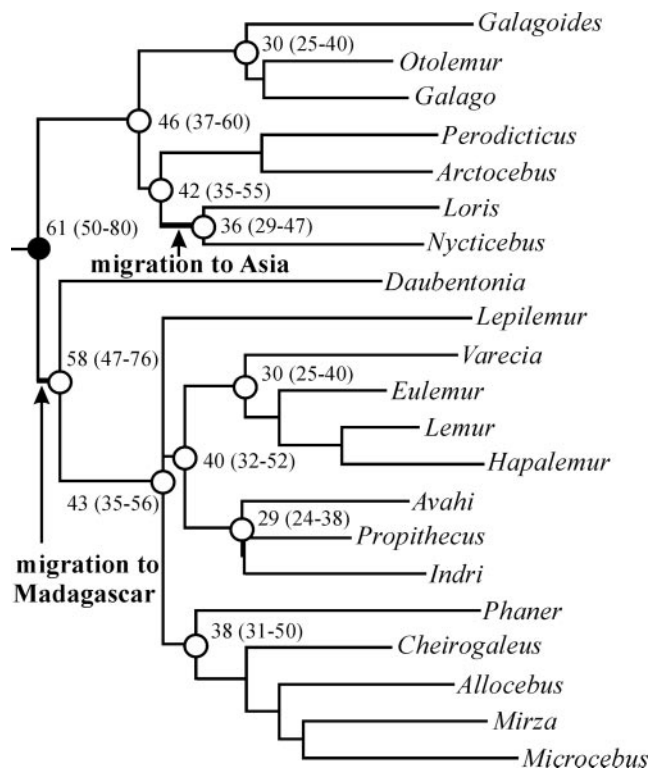 Galagoides
30 (25-40)
Otolemur
Galago
46 (37-60)
Perodicticus
Arctocebus
42 (35-55)
Loris
36 (29-47)
61 (50-80)
Nycticebus
migration to Asia
Daubentonia
Lepilemur
58 (47-76)
Varecia
30 (25-40)
Eulemur
Lemur
40 (32-52)
Hapalemur
43 (35-56)
Avahi
29 (24-38)
Propithecus
migration to
Madagascar
Indri
Phaner
38 (31-50)
Cheirogaleus
Allocebus
Mirza
Microcebus